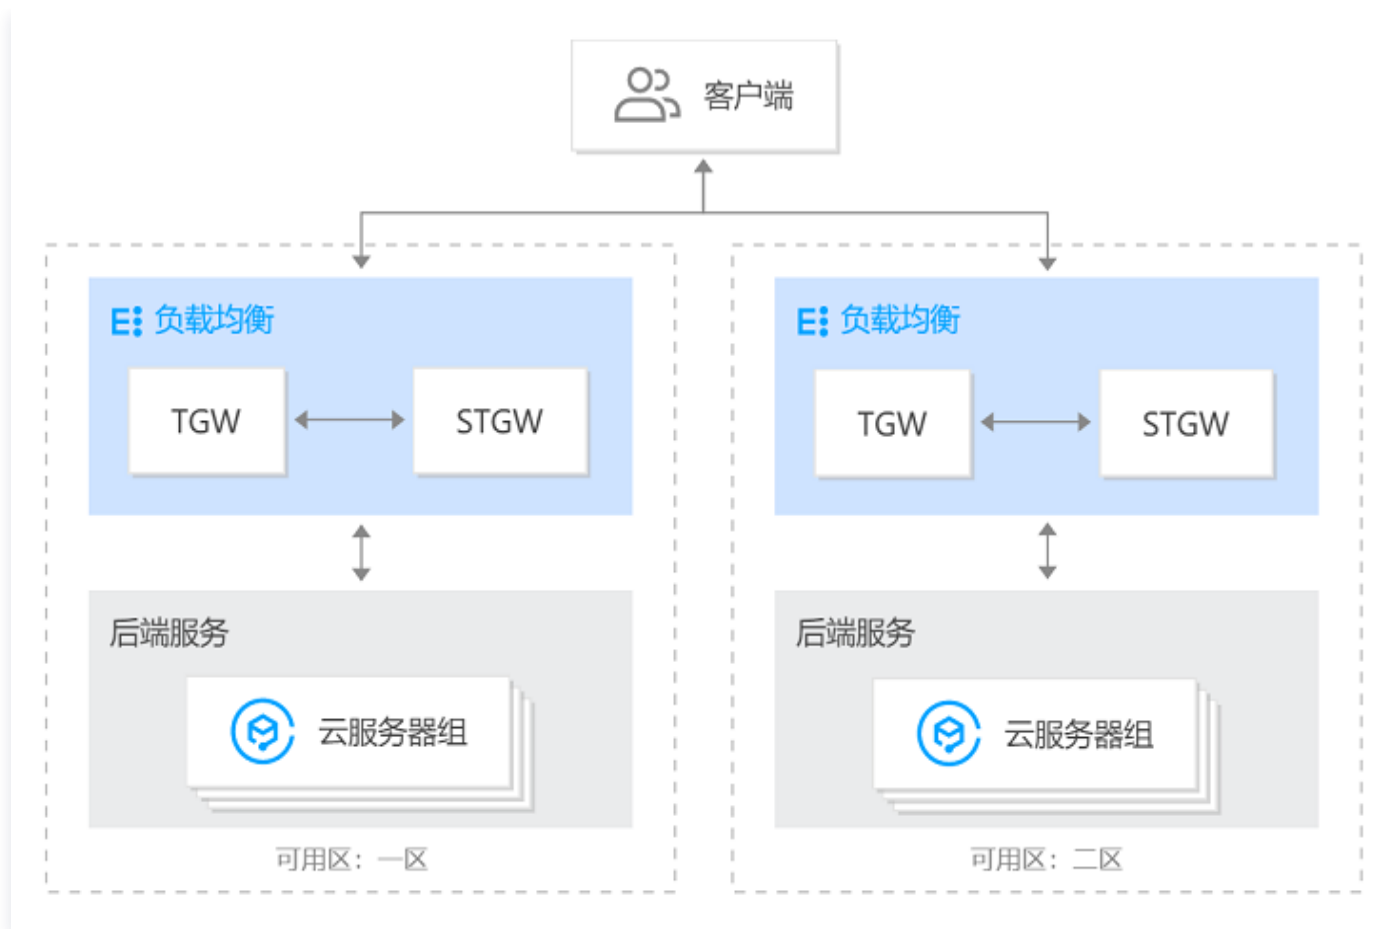 客户端
负载均衡
TGW
STGW
后端服务
云服务器组
可用区：一区
负载均衡
TGW
STGW
后端服务
云服务器组
可用区：二区